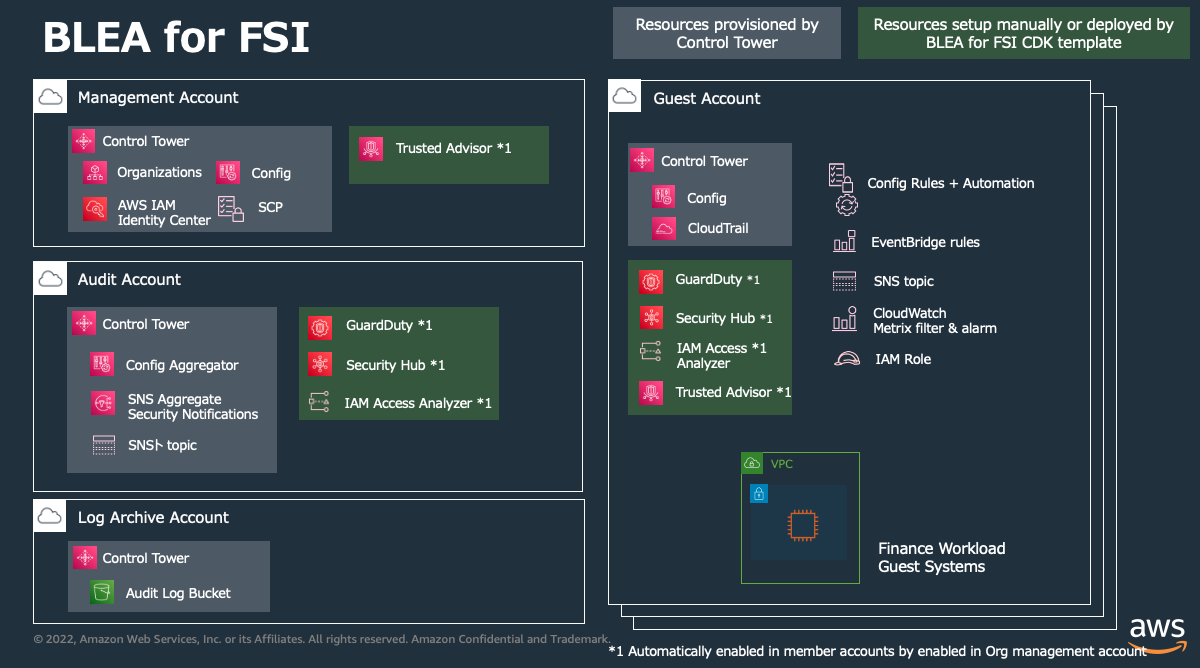 BLEA for FSI
Resources provisioned by
Control Tower
Resources setup manually or deployed by
BLEA for FSI CDK template
Management Account
Control Tower
Organizations
Config
AWS IAM
Identity Center
SCP
Trusted Advisor *1
Audit Account
Control Tower
Config Aggregator
SNS Aggregate
Security Notifications
SNSト topic
GuardDuty *1
Security Hub *1
IAM Access Analyzer *1
Log Archive Account
Control Tower
Audit Log Bucket
Guest Account
Control Tower
Config
CloudTrail
GuardDuty *1
Security Hub *1
IAM Access *1
Analyzer
Trusted Advisor *1
Config Rules + Automation
EventBridge rules
SNS topic
CloudWatch
Metrix filter & alarm
IAM Role
VPC
Finance Workload
Guest Systems
© 2022, Amazon Web Services, Inc. or its Affiliates. All rights reserved. Amazon Confidential and Trademark.
*1 Automatically enabled in member accounts by enabled in Org management account
aws